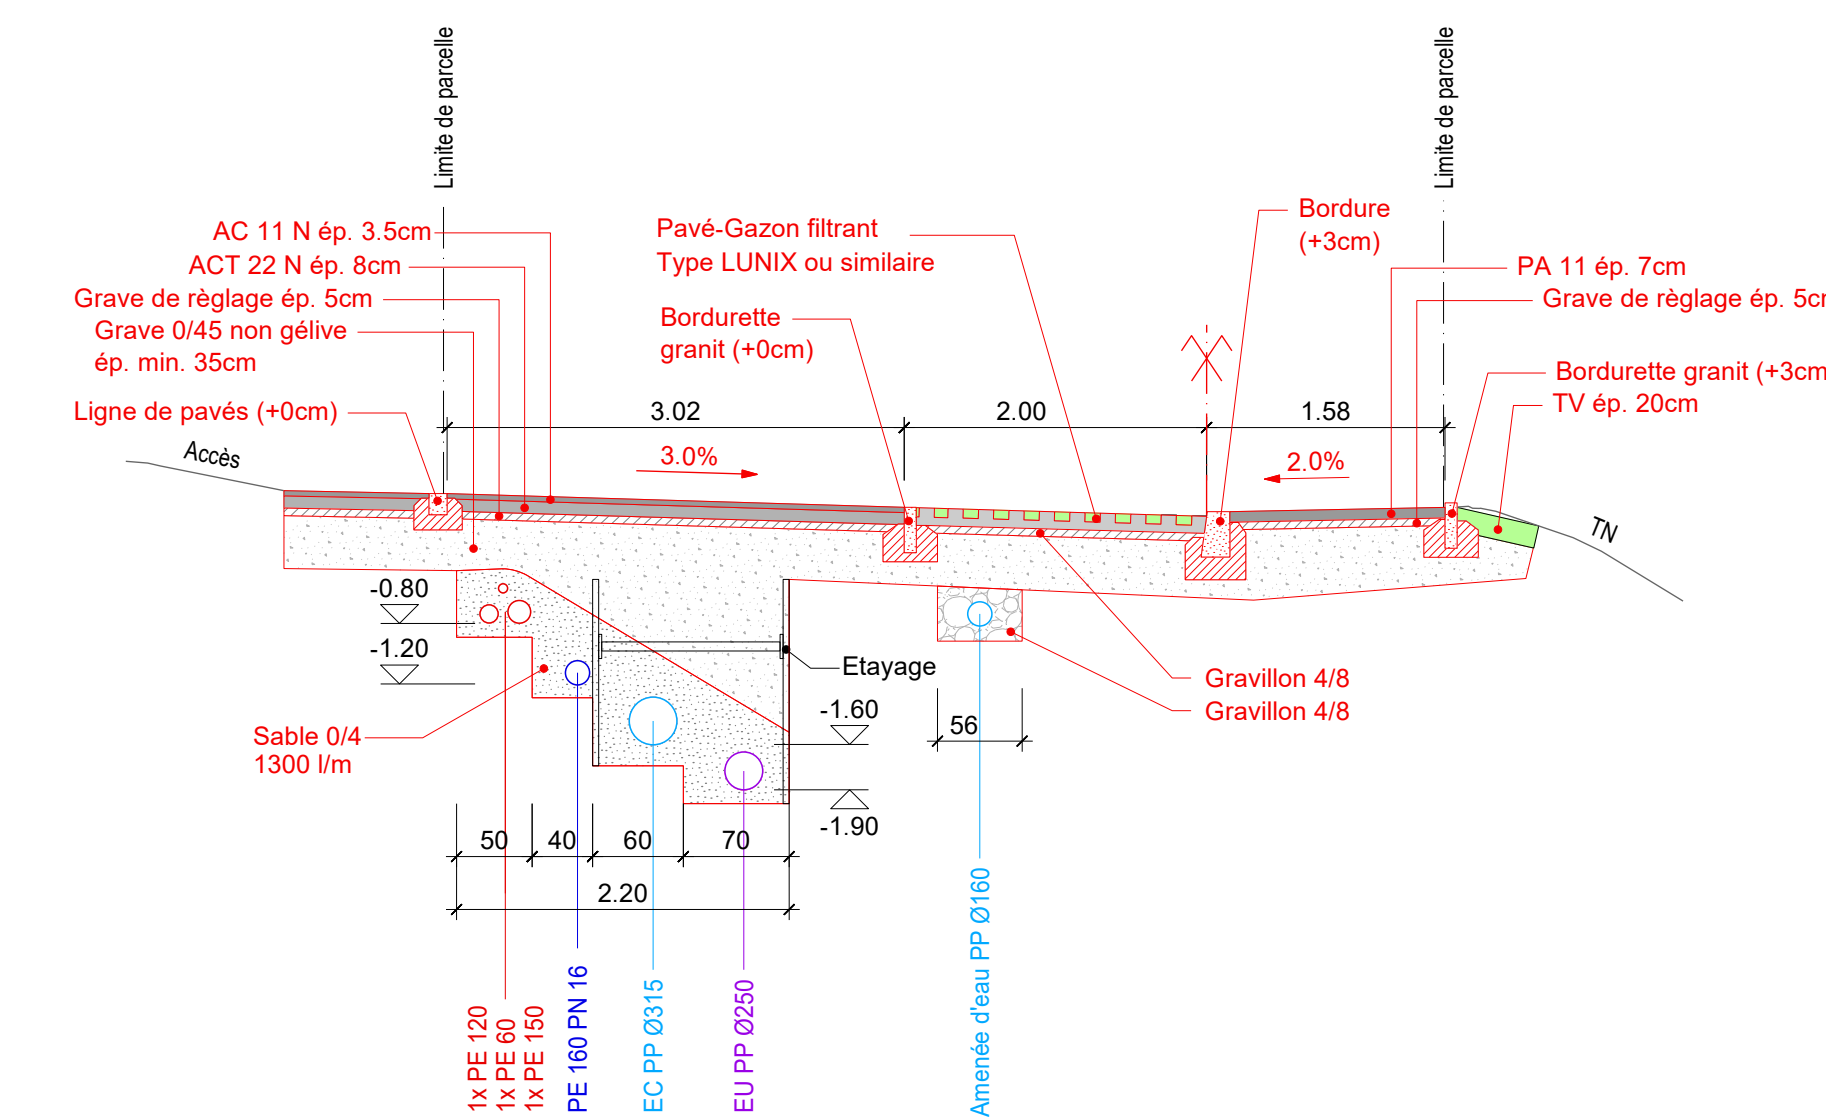 Limite de parcelle
Limite de parcelle
AC 11 N ép. 3.5cm
ACT 22 N ép. 8cm
Grave de règlage ép. 5cm
Grave 0/45 non gélive
ép. min. 35cm
Ligne de pavés (+0cm)
Pavé-Gazon filtrant
Type LUNIX ou similaire
Bordurette
granit (+0cm)
Bordure
(+3cm)
PA 11 ép. 7cm
Grave de règlage ép. 5cm
Bordurette granit (+3cm
TV ép. 20cm
3.02
2.00
1.58
3.0%
2.0%
Accès
TN
-0.80
-1.20
Etayage
-1.60
-1.90
Sable 0/4
1300 l/m
56
Gravillon 4/8
Gravillon 4/8
50
40
60
70
2.20
1x PE 120
1x PE 60
1x PE 150
PE 160 PN 16
EC PP Ø315
EU PP Ø250
Amenée d'eau PP Ø160